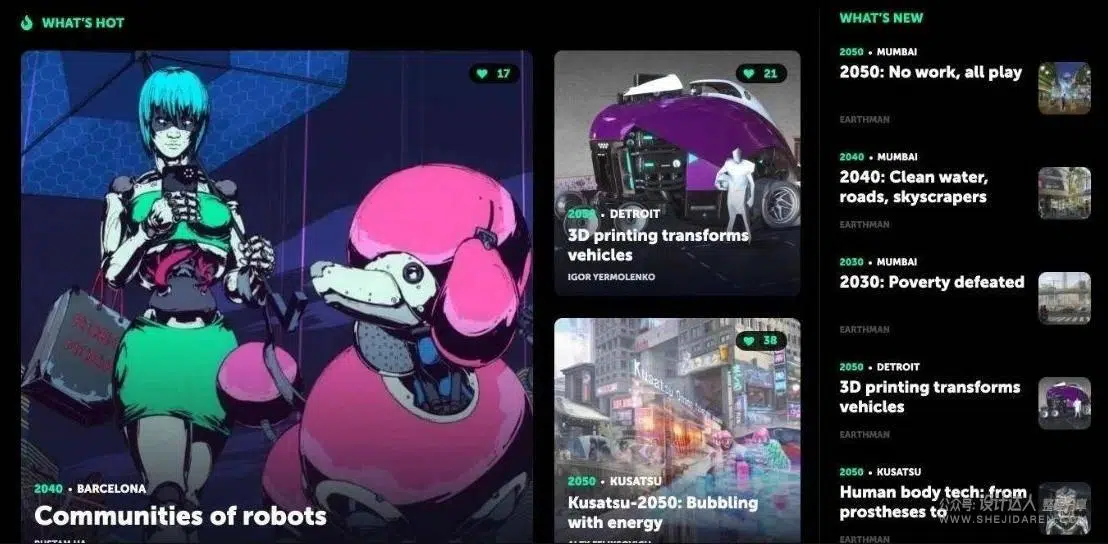 WHAT'S HOT
17
2040 • BARCELONA
Communities of robots
21
2050 • DETROIT
3D printing transforms
vehicles
IGOR YERMOLENKO
38
Kusatsu
2050 • KUSATSU
Kusatsu-2050: Bubbling
with energy
WHAT'S NEW
2050 • MUMBAI
2050: No work, all play
EARTHMAN
2040 • MUMBAI
2040: Clean water,
roads, skyscrapers
EARTHMAN
2030 • MUMBAI
2030: Poverty defeated
EARTHMAN
2050 • DETROIT
3D printing transforms
vehicles
EARTHMAN
2050 • KUSATSU
Human body tech: from
prostheses to
EARTHMAN
公众号: 设计达人
WWW.SHEJIDAREN.COM